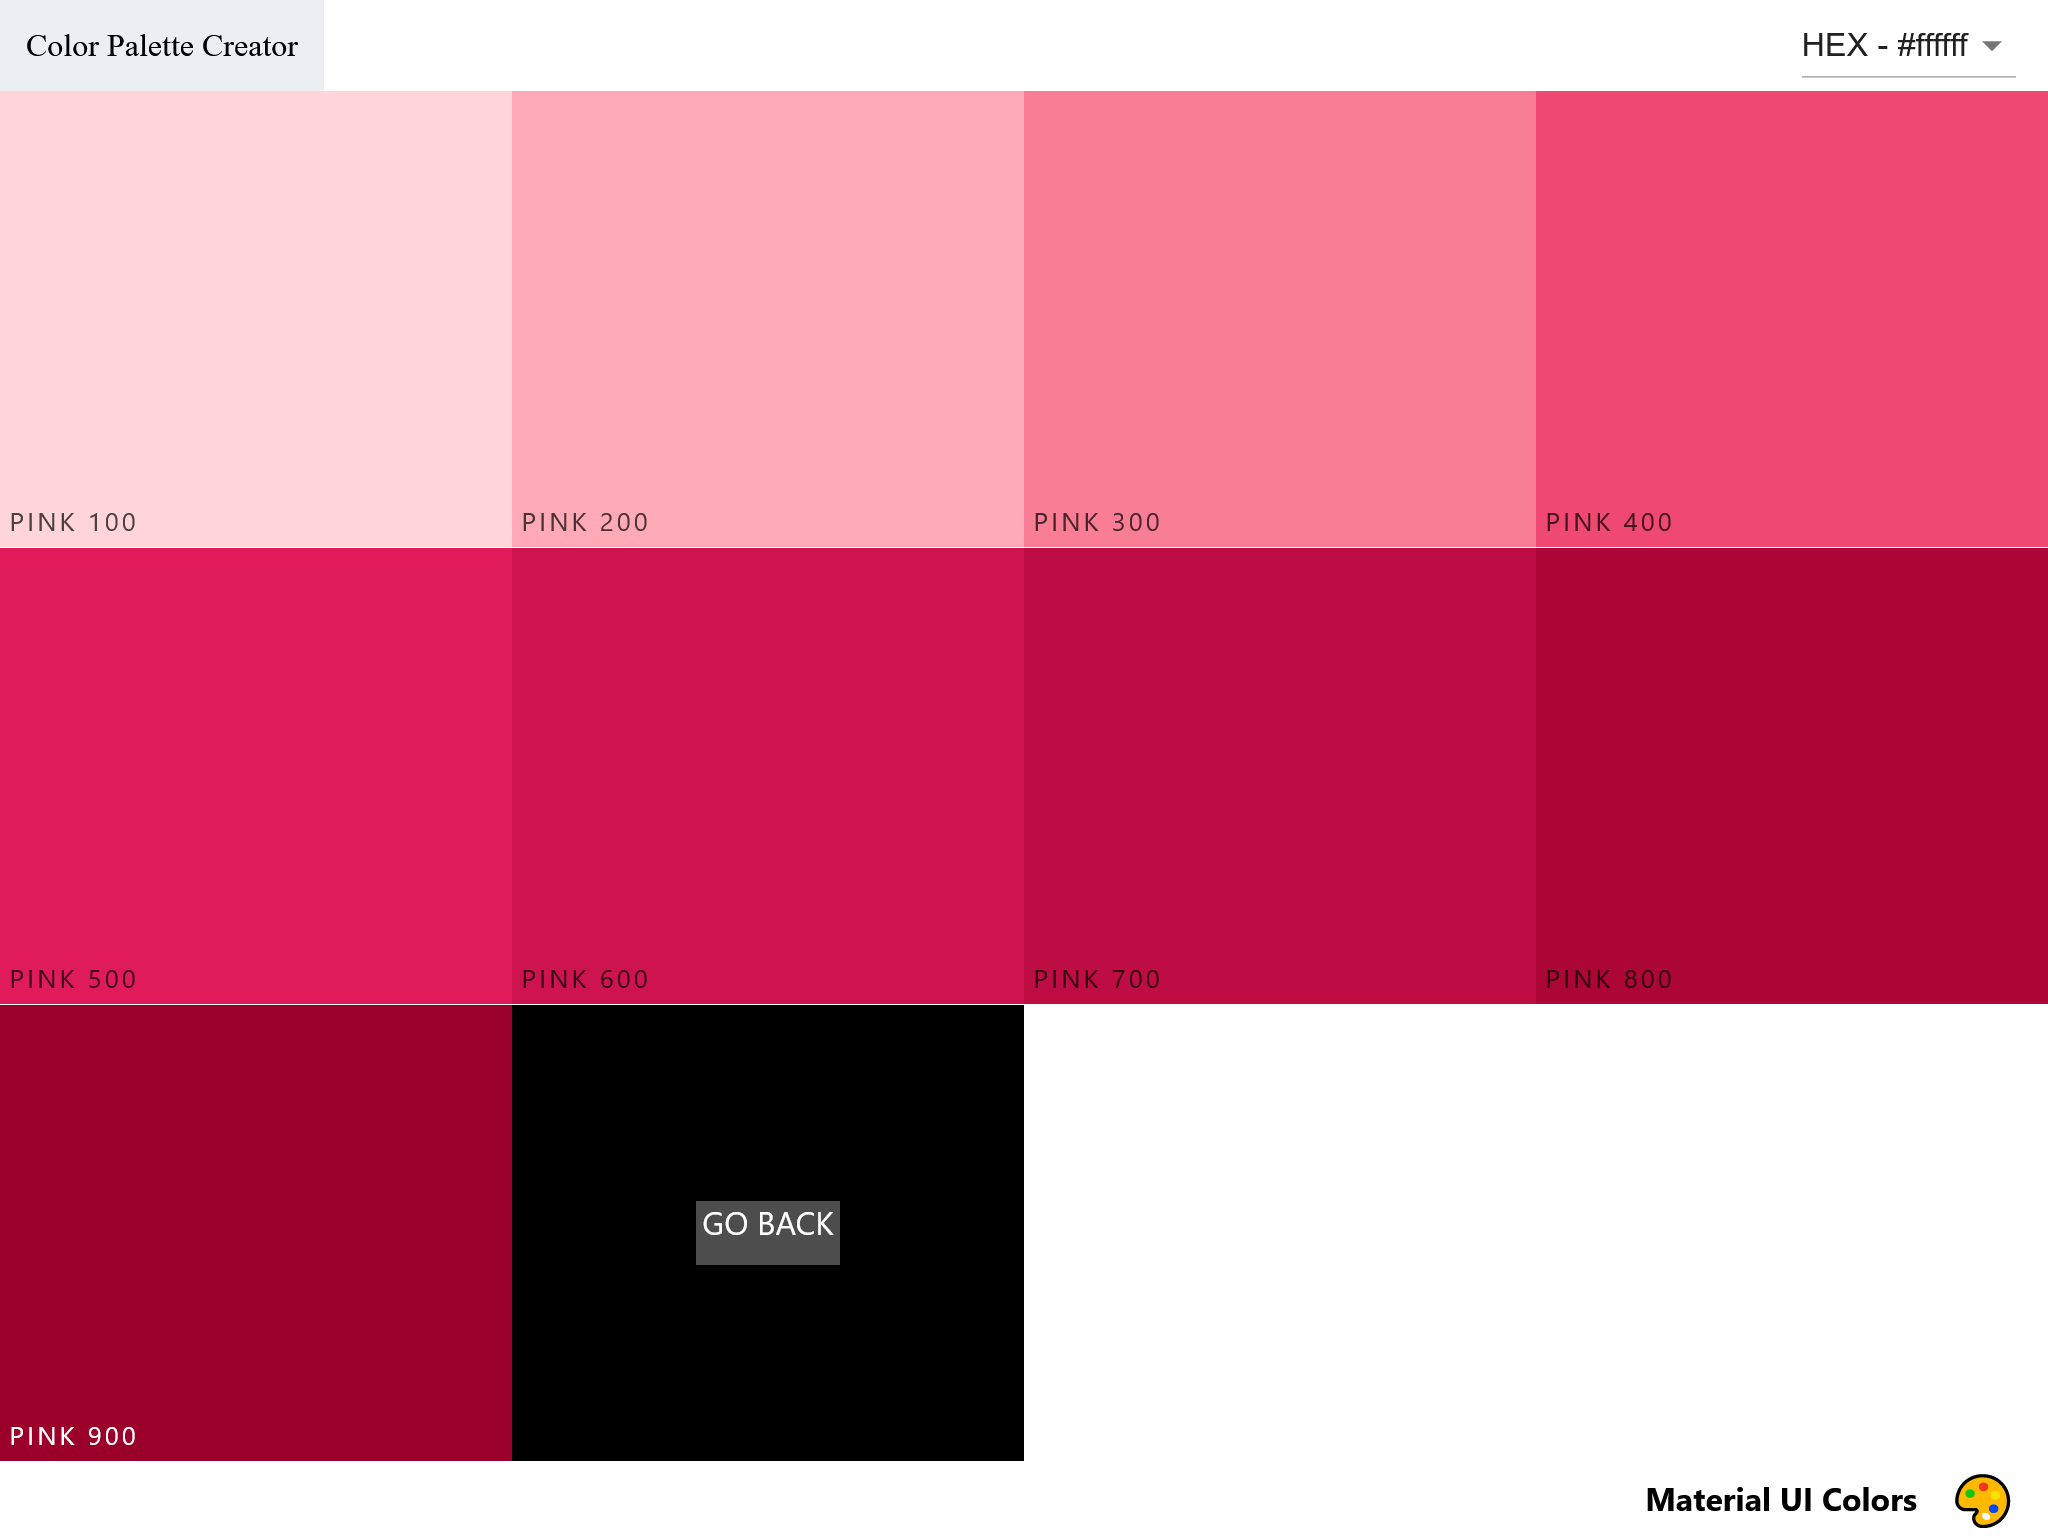 Color Palette Creator
HEX - #ffffff
PINK 100
PINK 200
PINK 300
PINK 400
PINK 500
PINK 600
PINK 700
PINK 800
PINK 900
GO BACK
Material UI Colors